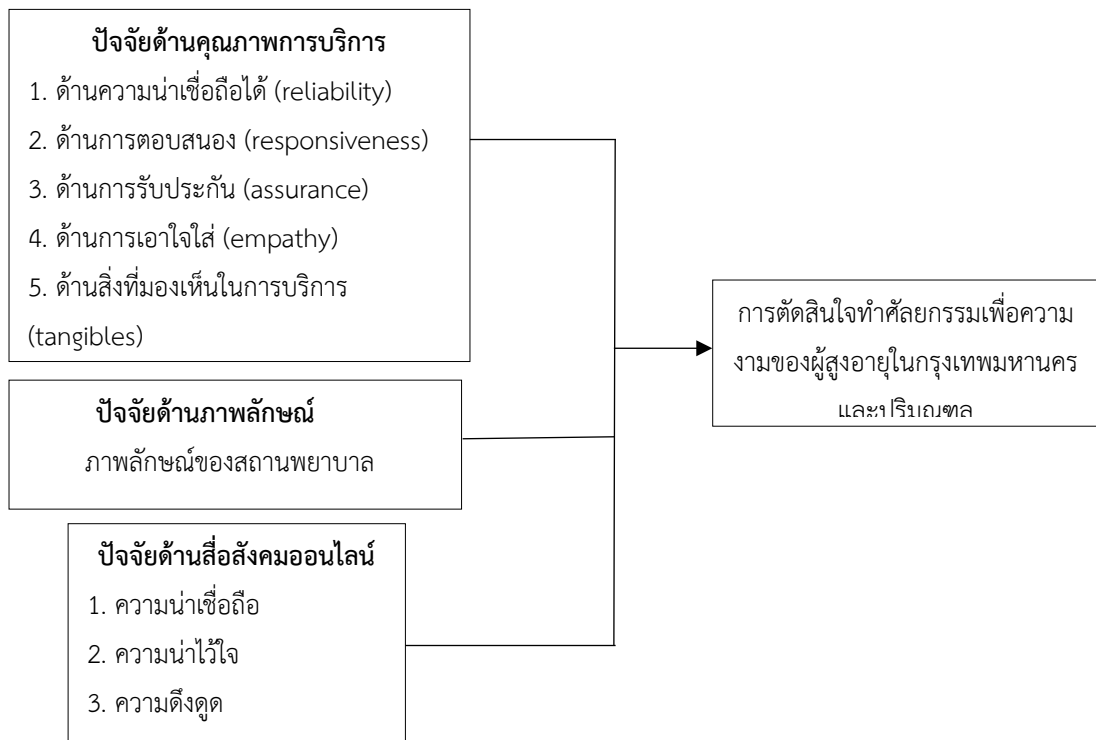 ปัจจัยด้านคุณภาพการบริการ
1. ด้านความน่าเชื่อถือได้ (reliability)
2. ด้านการตอบสนอง (responsiveness)
3. ด้านการรับประกัน (assurance)
4. ด้านการเอาใจใส่ (empathy)
5. ด้านสิ่งที่มองเห็นในการบริการ
(tangibles)
ปัจจัยด้านภาพลักษณ์
ภาพลักษณ์ของสถานพยาบาล
ปัจจัยด้านสื่อสังคมออนไลน์
1. ความน่าเชื่อถือ
2. ความน่าไว้ใจ
3. ความดึงดูด
การตัดสินใจทำศัลยกรรมเพื่อความ
งามของผู้สูงอายุในกรุงเทพมหานคร
และปริมณฑล